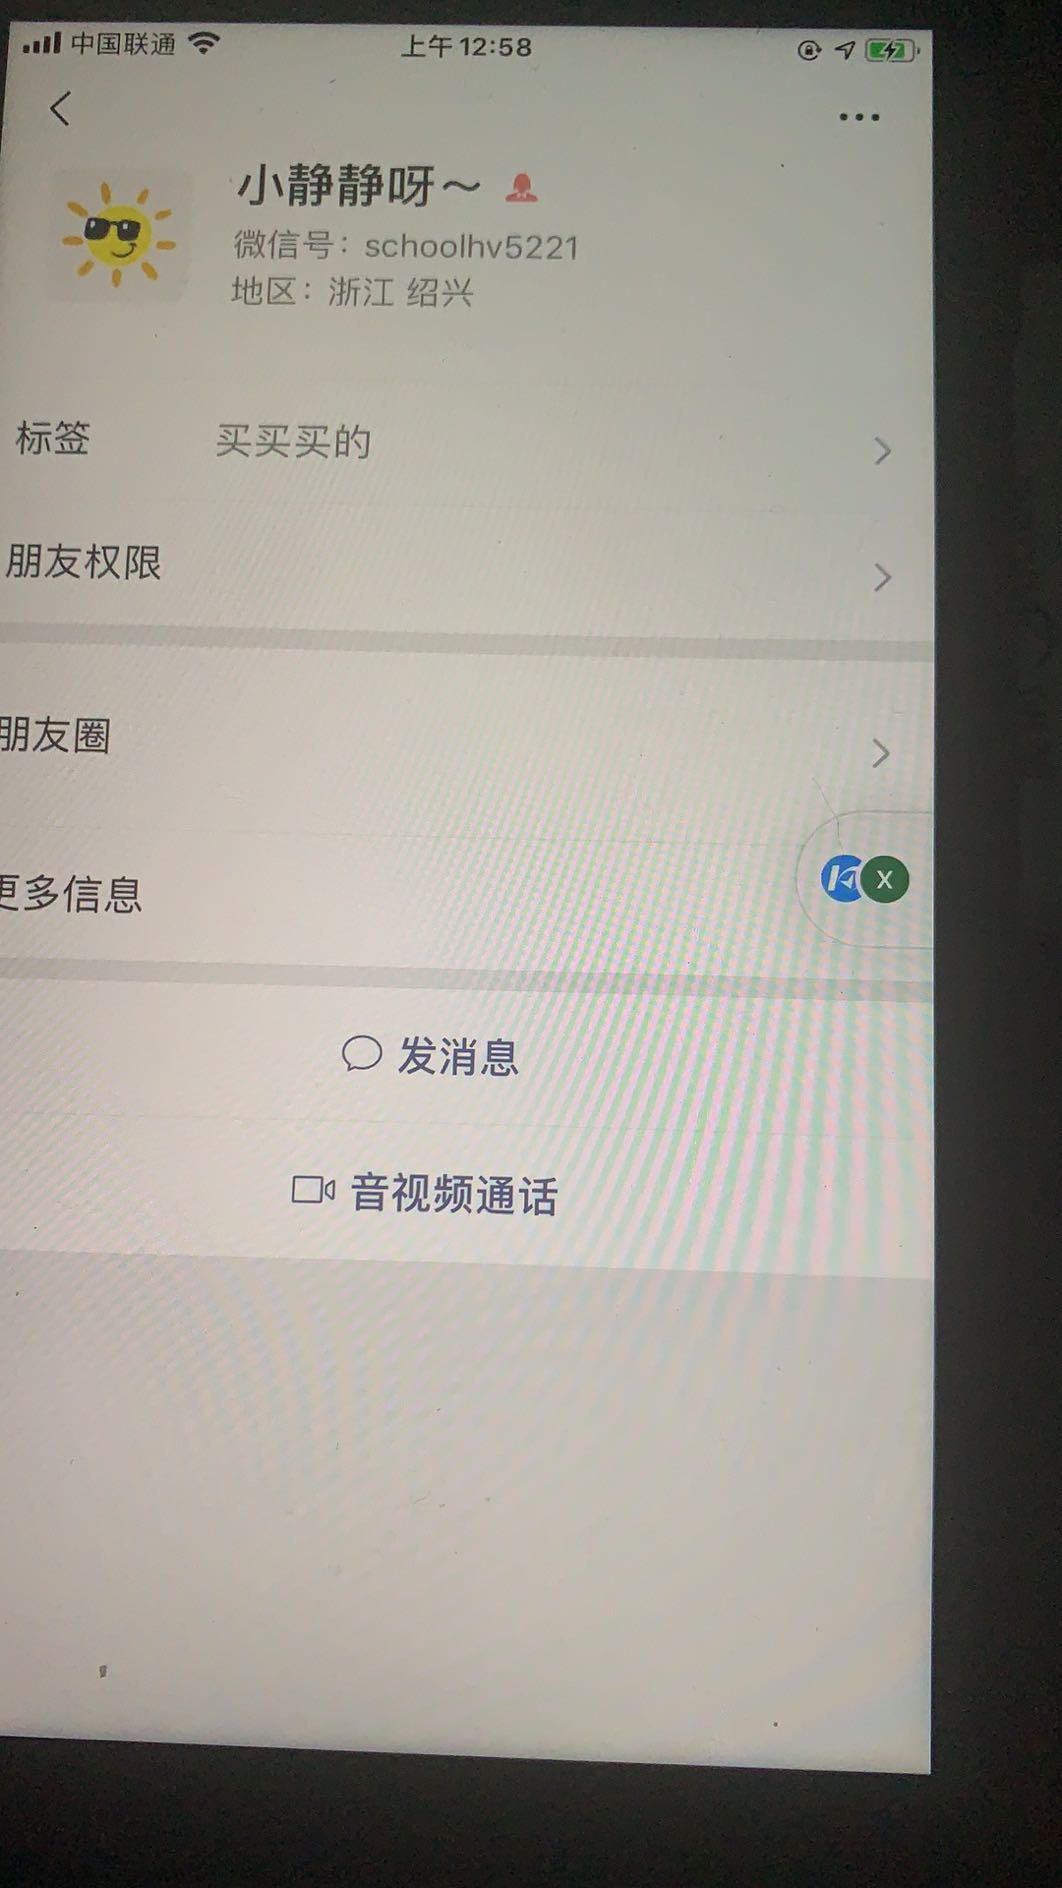 中国联通
上午12:58
小静静呀～
微信号：schoolhv5221
地区：浙江 绍兴
标签 买买买的
朋友权限
朋友圈
更多信息
X
发消息
音视频通话